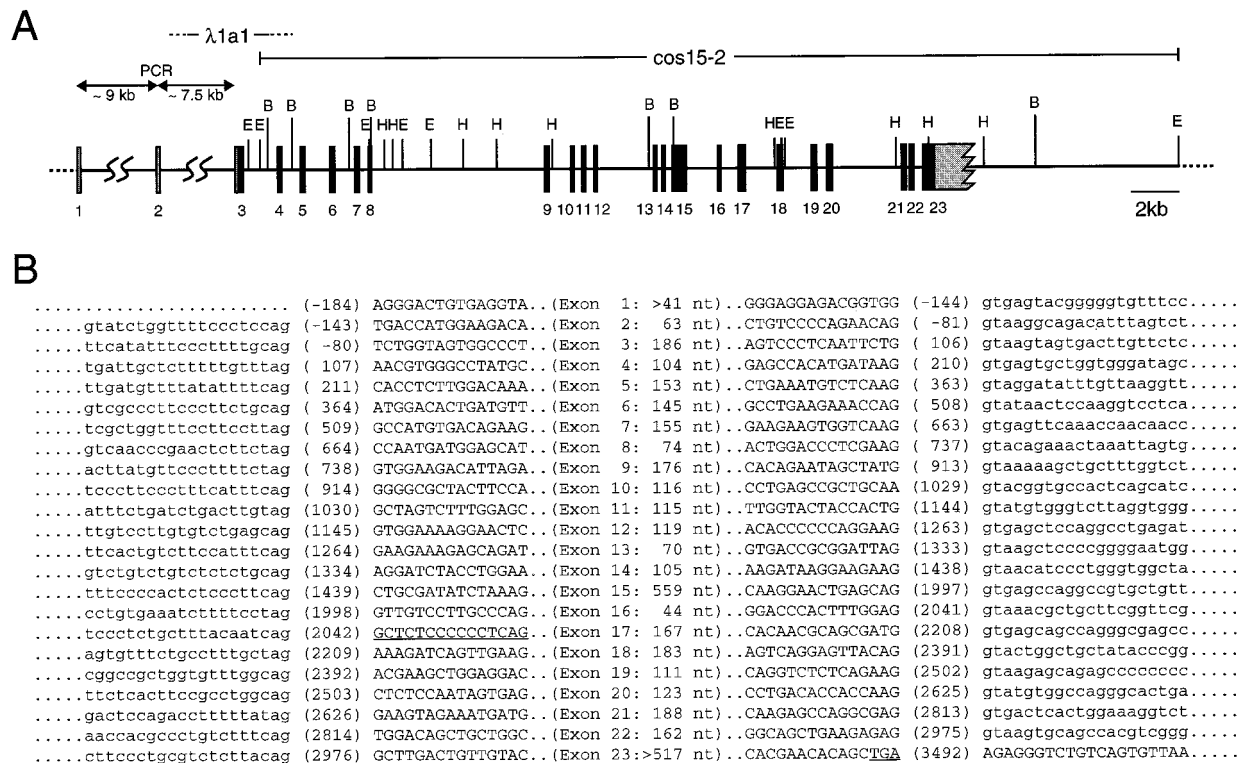 A
---- λ1a1 ----
cos15-2
PCR
~ 9 kb ~ 7.5 kb
E E B B B E B H H E E H H H B B H E E H H H B E
1 2 3 4 5 6 7 8 9 10 11 12 13 14 15 16 17 18 19 20 21 22 23
2kb
B
............................ (-184) AGGGACTGTGAGGTA..(Exon 1: >41 nt)..GGGAGGAGACGGTGG (-144) gtgagtacgggggtgtttcc.....
.....gtatctggttttccctccag (-143) TGACCATGGAAGACA..(Exon 2: 63 nt)..CTGTCCCCAGAACAG ( -81) gtaaggcagacatttagtct.....
.....ttcatatttcccttttgcag ( -80) TCTGGTAGTGGCCCT..(Exon 3: 186 nt)..AGTCCCTCAATTCTG ( 106) gtaagtagtgacttgttctc.....
.....tgattgctctttttgtttag ( 107) AACGTGGGCCTATGC..(Exon 4: 104 nt)..GAGCCACATGATAAG ( 210) gtgagtgctggtgggatagc.....
.....ttgatgttttatattttcag ( 211) CACCTCTTGGACAAA..(Exon 5: 153 nt)..CTGAAATGTCTCAAG ( 363) gtaggatatttgttaaggtt.....
.....gtcgcccttcccttctgcag ( 364) ATGGACACTGATGTT..(Exon 6: 145 nt)..GCCTGAAGAAACCAG ( 508) gtataactccaaggtcctca.....
.....tcgctggtttccttccttag ( 509) GCCATGTGACAGAAG..(Exon 7: 155 nt)..GAAGAAGTGGTCAAG ( 663) gtgagttcaaaccaacaacc.....
.....gtcaacccgaactctcttag ( 664) CCAATGATGGAGCAT..(Exon 8: 74 nt)..ACTGGACCCTCGAAG ( 737) gtacagaaactaaattagtg.....
.....acttatgttcccttttctag ( 738) GTGGAAGACATTAGA..(Exon 9: 176 nt)..CACAGAATAGCTATG ( 913) gtaaaaagctgctttggtct.....
.....tcccttccctttcatttcag ( 914) GGGGCGCTACTTCCA..(Exon 10: 116 nt)..CCTGAGCCGCTGCAA (1029) gtacggtgccactcagcatc.....
.....atttctgatctgacttgtag (1030) GCTAGTCTTTGGAGC..(Exon 11: 115 nt)..TTGGTACTACCACTG (1144) gtatgtgggtcttaggtggg.....
.....ttgtccttgtgtctgagcag (1145) GTGGAAAAGGAACTC..(Exon 12: 119 nt)..ACACCCCCCAGGAAG (1263) gtgagctccaggcctgagat.....
.....ttcactgtcttccatttcag (1264) GAAGAAAGAGCAGAT..(Exon 13: 70 nt)..GTGACCGCGGATTAG (1333) gtaagctccccggggaatgg.....
.....gtctgtctgtctctctgcag (1334) AGGATCTACCTGGAA..(Exon 14: 105 nt)..AAGATAAGGAAGAAG (1438) gtaacatccctgggtggcta.....
.....tttccccactctcccttcag (1439) CTGCGATATCTAAAG..(Exon 15: 559 nt)..CAAGGAACTGAGCAG (1997) gtgagccaggccgtgctgtt.....
.....cctgtgaaatcttttcctag (1998) GTTGTCCTTGCCCAG..(Exon 16: 44 nt)..GGACCCACTTTGGAG (2041) gtaaacgctgcttcggttcg.....
.....tccctctgctttacaatcag (2042) GCTCTCCCCCCTCAG..(Exon 17: 167 nt)..CACAACGCAGCGATG (2208) gtgagcagccagggcgagcc.....
.....agtgtttctgcctttgctag (2209) AAAGATCAGTTGAAG..(Exon 18: 183 nt)..AGTCAGGAGTTACAG (2391) gtactggctgctatacccgg.....
.....cggccgctggtgtttggcag (2392) ACGAAGCTGGAGGAC..(Exon 19: 111 nt)..CAGGTCTCTCAGAAG (2502) gtaagagcagagcccccccc.....
.....ttctcacttccgcctggcag (2503) CTCTCCAATAGTGAG..(Exon 20: 123 nt)..CCTGACACCACCAAG (2625) gtatgtggccagggcactga.....
.....gactccagacctttttatag (2626) GAAGTAGAAATGATG..(Exon 21: 188 nt)..CAAGAGCCAGGCGAG (2813) gtgactcactggaaaggtct.....
.....aaccacgccctgtctttcag (2814) TGGACAGCTGCTGGC..(Exon 22: 162 nt)..GGCAGCTGAAGAGAG (2975) gtgagtgccacgtcggg.....
.....cttccctgcgtctcttacag (2976) GCTTGACTGTTGTAC..(Exon 23:>517 nt)..CACGAACACAGCTGA (3492) AGAGGGTCTGTCAGTGTTAA.....